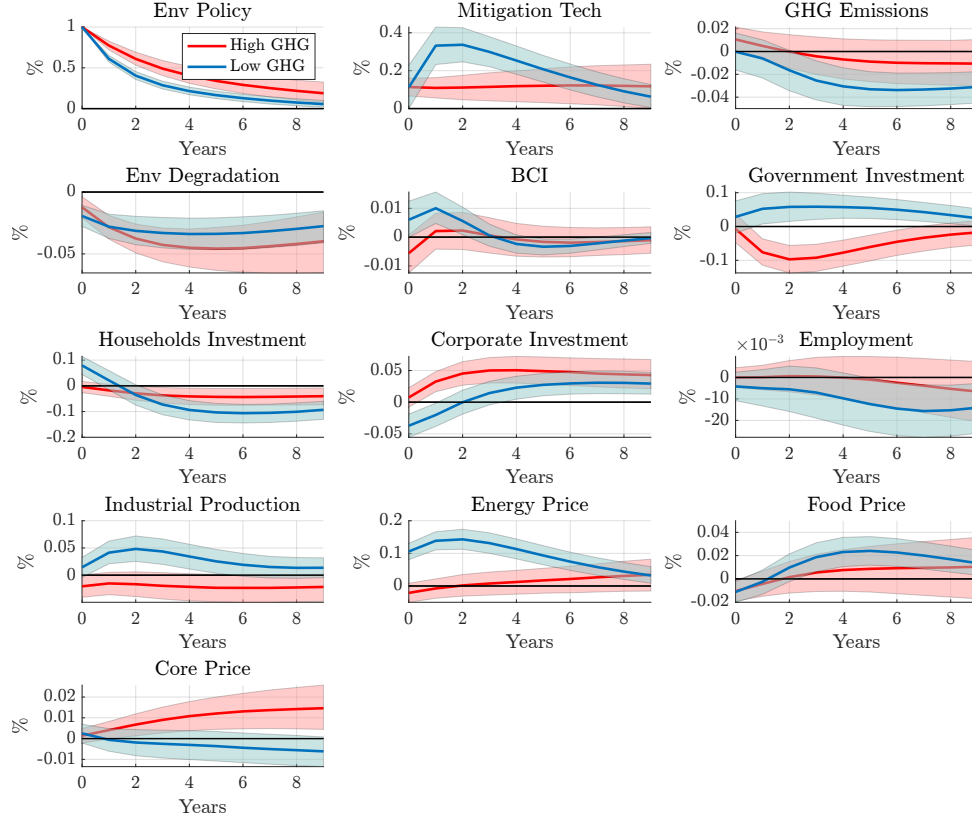 Env Policy
%
1
0.5
0
0 2 4 6 8
Years
High GHG
Low GHG
Mitigation Tech
%
0.4
0.2
0
0 2 4 6 8
Years
GHG Emissions
%
0.02
0
-0.02
-0.04
0 2 4 6 8
Years
Env Degradation
%
0
-0.05
0 2 4 6 8
Years
BCI
%
0.01
0
-0.01
0 2 4 6 8
Years
Government Investment
%
0.1
0
-0.1
0 2 4 6 8
Years
Households Investment
%
0.1
0
-0.1
-0.2
0 2 4 6 8
Years
Corporate Investment
%
0.05
0
-0.05
0 2 4 6 8
Years
Employment
×10⁻³
%
0
-10
-20
0 2 4 6 8
Years
Industrial Production
%
0.1
0.05
0
0 2 4 6 8
Years
Energy Price
%
0.2
0.1
0
0 2 4 6 8
Years
Food Price
%
0.04
0.02
0
-0.02
0 2 4 6 8
Years
Core Price
%
0.02
0.01
0
-0.01
0 2 4 6 8
Years